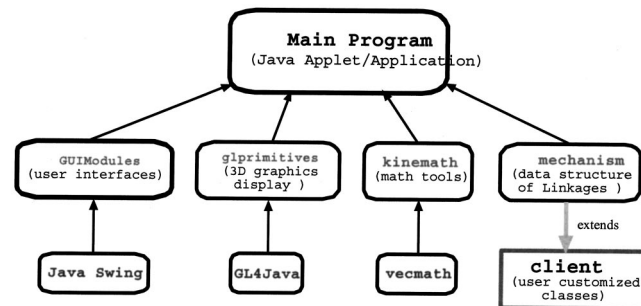 Main Program
(Java Applet/Application)
GUIModules
(user interfaces)
glprimitives
(3D graphics
display )
kinemath
(math tools)
mechanism
(data structure
of Linkages )
extends
Java Swing
GL4Java
vecmath
client
(user customized
classes)